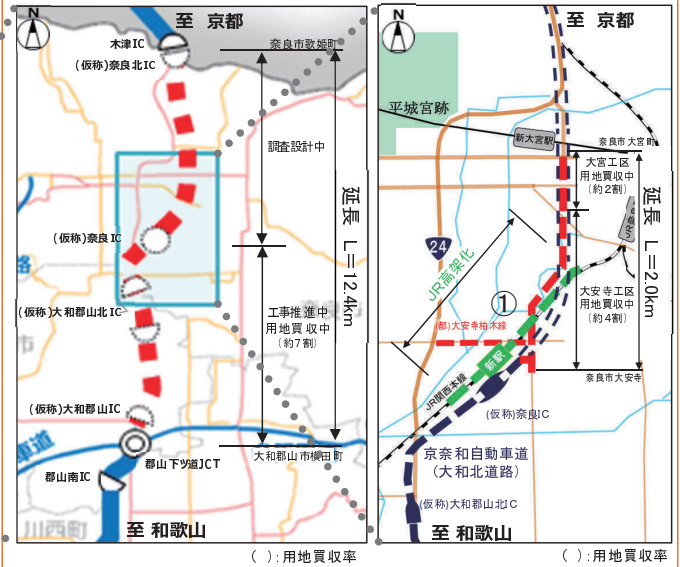 至 京都
N
木津IC
(仮称)奈良北IC
奈良市歌姫町
調査設計中
延長 L=12.4km
(仮称)奈良IC
(仮称)大和郡山北IC
工事推進中
用地買収中
(約7割)
(仮称)大和郡山IC
郡山下ツ道JCT
大和郡山市横田町
郡山南IC
車道
川西町
至 和歌山
( ):用地買収率
至 京都
N
平城宮跡
新大宮駅
奈良市大宮町
大宮工区
用地買収中
(約2割)
延長 L=2.0km
24
JR高架化
①
大安寺工区
用地買収中
(約4割)
(都)大安寺柏木線
新駅
奈良市大安寺
JR関西本線
(仮称)奈良IC
京奈和自動車道
(大和北道路)
(仮称)大和郡山北IC
至 和歌山
( ):用地買収率